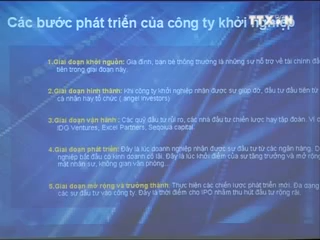 Các bước phát triển của công ty khởi nghiệp
1.Giai đoạn khởi nguồn: Gia đình, bạn bè thông thường là những sự hỗ trợ về tài chính đầu
tiên trong giai đoạn này.
2.Giai đoạn hình thành: Khi công ty khởi nghiệp nhận được sự giúp đỡ, đầu tư đầu tiên từ
cá nhân hay tổ chức ( angel investors)
3.Giai đoạn vận hành : Các quỹ đầu tư rủi ro, các nhà đầu tư chiến lược hay tập đoàn. Ví
IDG Ventures, Excel Partners, Seqouia capital.
4.Giai đoạn phát triển: Là lúc doanh nghiệp nhận được sự đầu tư từ các ngân hàng.
nghiệp bắt đầu có kinh doanh có lãi. Đây là lúc khởi điểm của sự tăng trưởng và mở rộng
mặt nhân sự, không gian văn phòng...
5.Giai đoạn mở rộng và trưởng thành: Thực hiện các chiến lược phát triển mới. Đa dạng
các sự đầu tư vào công ty. Đây là thời điểm cho IPO nhằm thu vốn đầu tư rộng rãi.